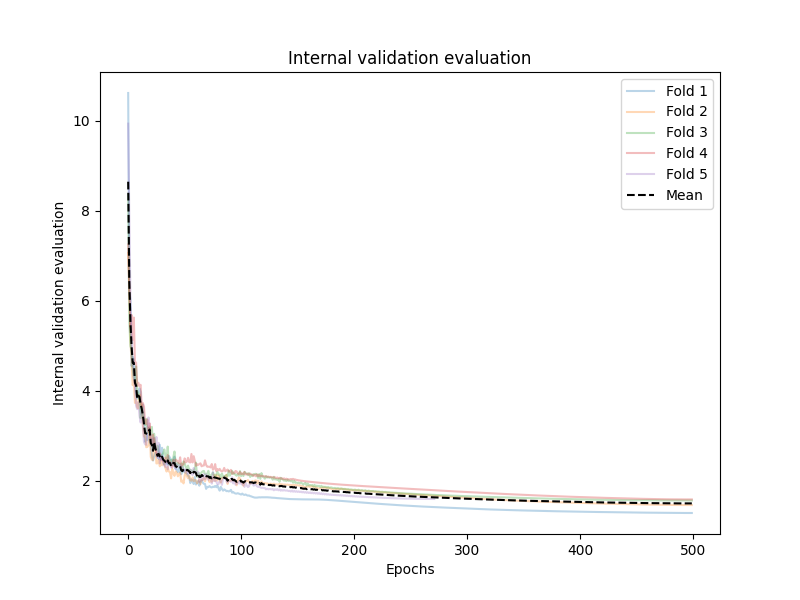 Internal validation evaluation
Internal validation evaluation
10
8
6
4
2
0
100
200
300
400
500
Epochs
Fold 1
Fold 2
Fold 3
Fold 4
Fold 5
Mean